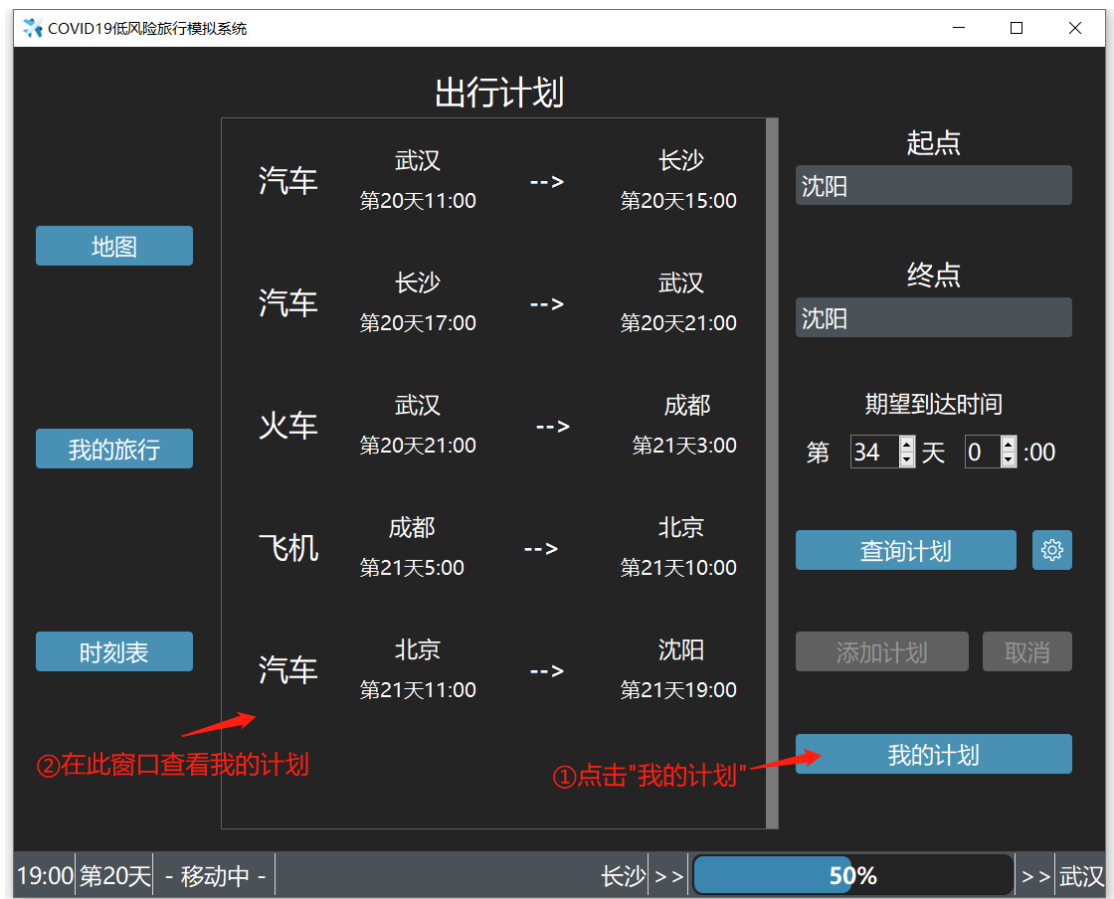 COVID19低风险旅行模拟系统
出行计划
汽车 武汉 --> 长沙
第20天11:00 第20天15:00
汽车 长沙 --> 武汉
第20天17:00 第20天21:00
火车 武汉 --> 成都
第20天21:00 第21天3:00
飞机 成都 --> 北京
第21天5:00 第21天10:00
汽车 北京 --> 沈阳
第21天11:00 第21天19:00
地图
我的旅行
时刻表
②在此窗口查看我的计划
①点击"我的计划"
起点
沈阳
终点
沈阳
期望到达时间
第 34 天 0 :00
查询计划
添加计划 取消
我的计划
19:00 第20天 - 移动中 - 长沙 >> 50% >> 武汉